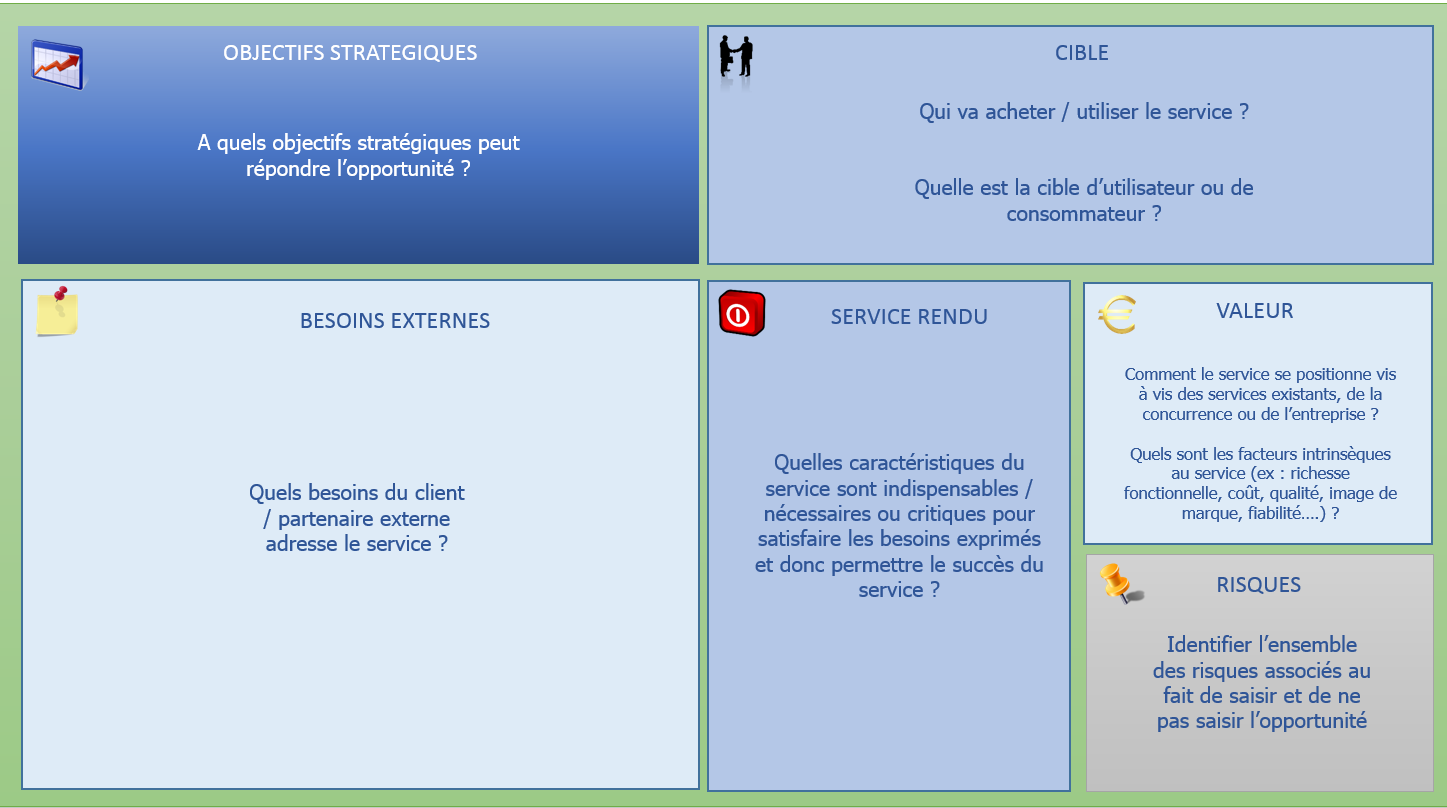 OBJECTIFS STRATEGIQUES
A quels objectifs stratégiques peut
répondre l’opportunité ?
CIBLE
Qui va acheter / utiliser le service ?
Quelle est la cible d’utilisateur ou de
consommateur ?
BESOINS EXTERNES
Quels besoins du client
/ partenaire externe
adresse le service ?
SERVICE RENDU
Quelles caractéristiques du
service sont indispensables /
nécessaires ou critiques pour
satisfaire les besoins exprimés
et donc permettre le succès du
service ?
VALEUR
Comment le service se positionne vis
à vis des services existants, de la
concurrence ou de l’entreprise ?
Quels sont les facteurs intrinsèques
au service (ex : richesse
fonctionnelle, coût, qualité, image de
marque, fiabilité….) ?
RISQUES
Identifier l’ensemble
des risques associés au
fait de saisir et de ne
pas saisir l’opportunité